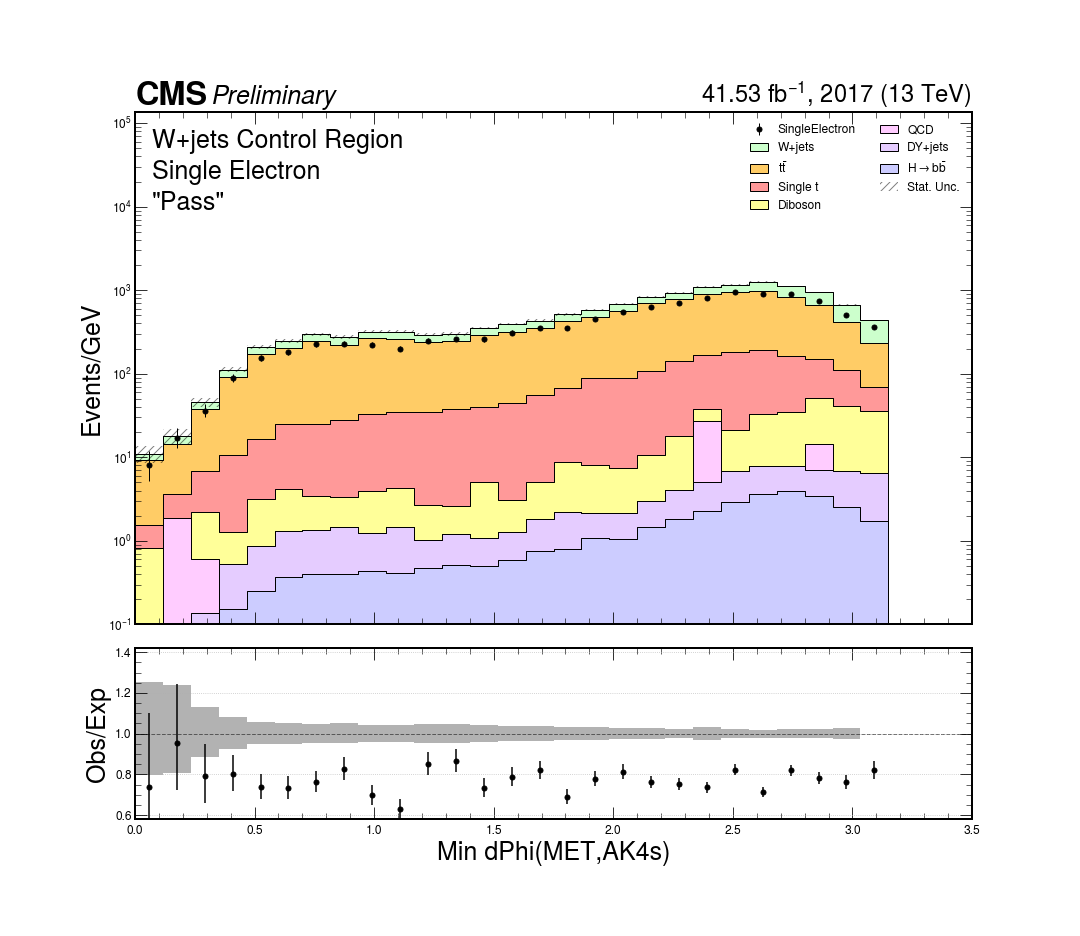 CMS Preliminary 41.53 fb⁻¹, 2017 (13 TeV)
W+jets Control Region
Single Electron
"Pass"
SingleElectron
W+jets
tt̄
Single t
Diboson
QCD
DY+jets
H→bb̄
Stat. Unc.
Events/GeV
10⁵
10⁴
10³
10²
10¹
10⁰
10⁻¹
Obs/Exp
1.4
1.2
1.0
0.8
0.6
0.0 0.5 1.0 1.5 2.0 2.5 3.0 3.5
Min dPhi(MET,AK4s)